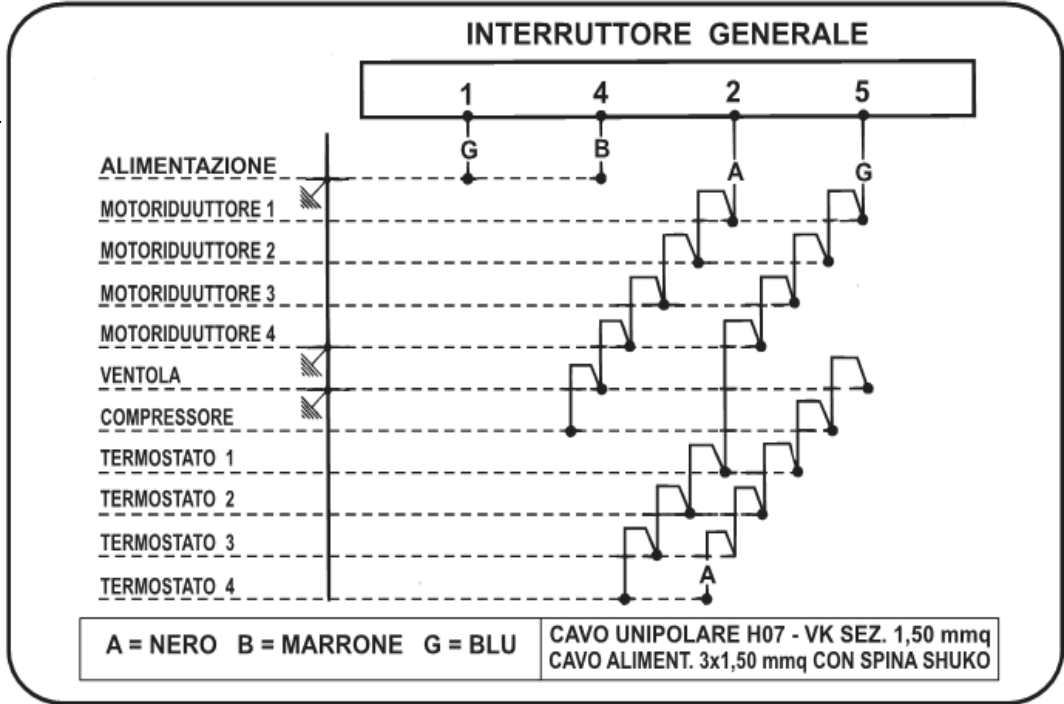 INTERRUTTORE GENERALE
1 4 2 5
G B A G
ALIMENTAZIONE
MOTORIDUUTTORE 1
MOTORIDUUTTORE 2
MOTORIDUUTTORE 3
MOTORIDUUTTORE 4
VENTOLA
COMPRESSORE
TERMOSTATO 1
TERMOSTATO 2
TERMOSTATO 3
TERMOSTATO 4
A
A = NERO B = MARRONE G = BLU
CAVO UNIPOLARE H07 - VK SEZ. 1,50 mmq
CAVO ALIMENT. 3x1,50 mmq CON SPINA SHUKO